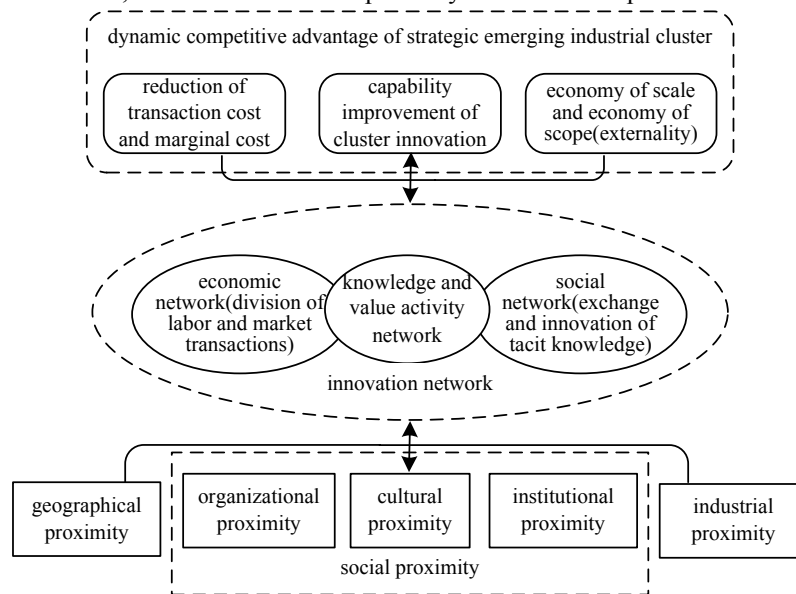 dynamic competitive advantage of strategic emerging industrial cluster
reduction of
transaction cost
and marginal cost
capability
improvement of
cluster innovation
economy of scale
and economy of
scope(externality)
economic
network(division of
labor and market
transactions)
knowledge and
value activity
network
social
network(exchange
and innovation of
tacit knowledge)
innovation network
geographical
proximity
organizational
proximity
cultural
proximity
institutional
proximity
industrial
proximity
social proximity